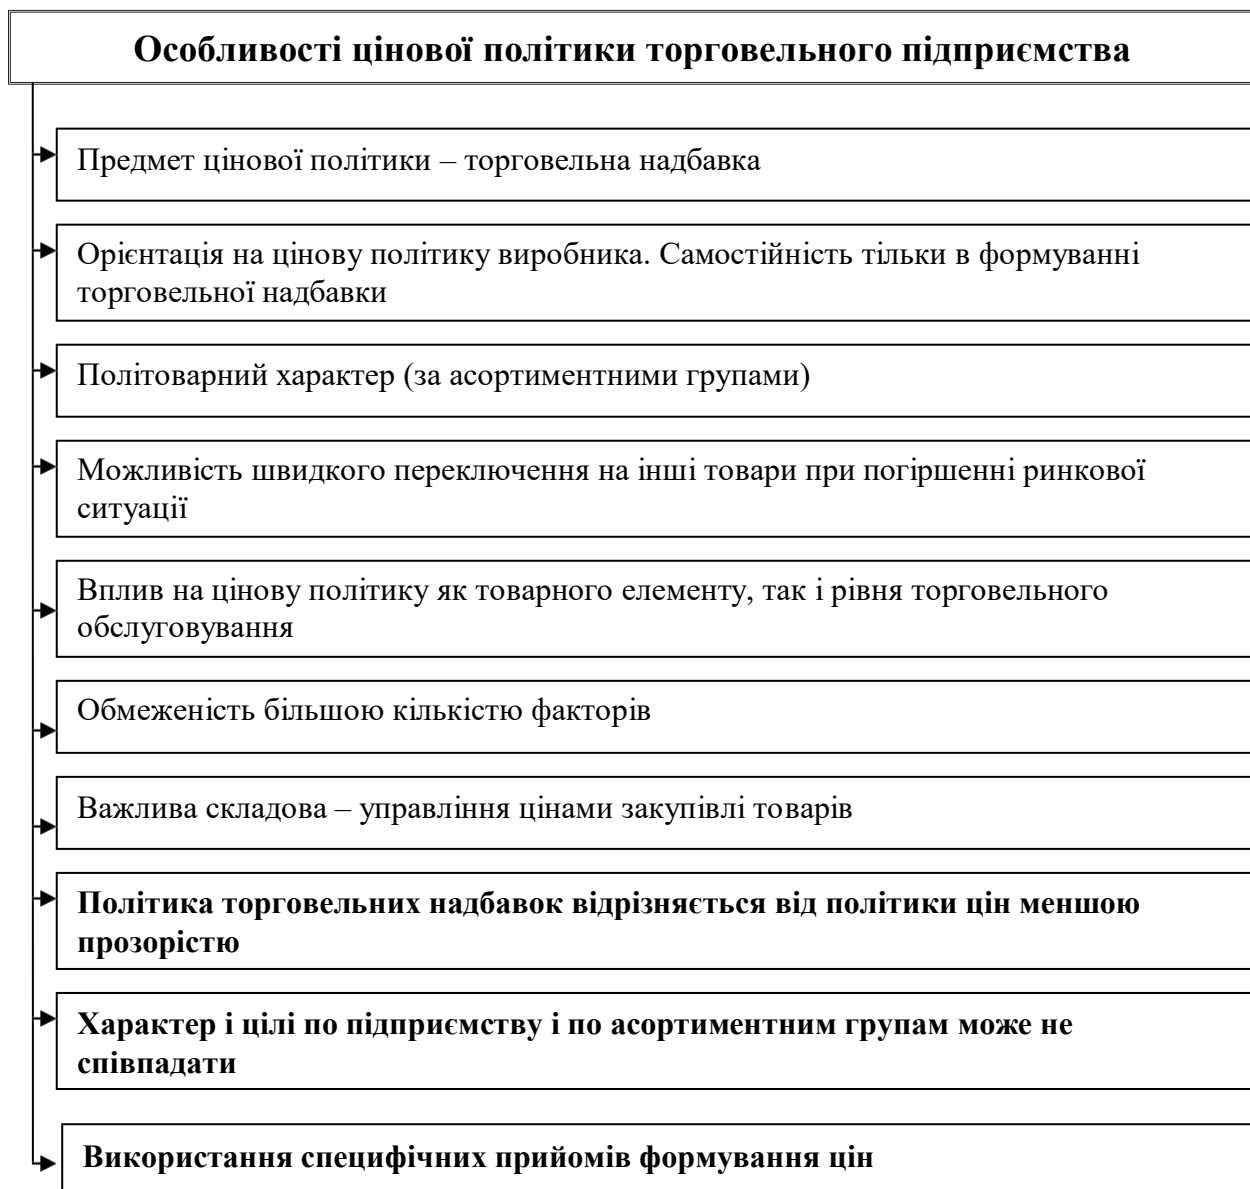 Особливості цінової політики торговельного підприємства
Предмет цінової політики – торговельна надбавка
Орієнтація на цінову політику виробника. Самостійність тільки в формуванні
торговельної надбавки
Політоварний характер (за асортиментними групами)
Можливість швидкого переключення на інші товари при погіршенні ринкової
ситуації
Вплив на цінову політику як товарного елементу, так і рівня торговельного
обслуговування
Обмеженість більшою кількістю факторів
Важлива складова – управління цінами закупівлі товарів
Політика торговельних надбавок відрізняється від політики цін меншою
прозорістю
Характер і цілі по підприємству і по асортиментним групам може не
співпадати
Використання специфічних прийомів формування цін